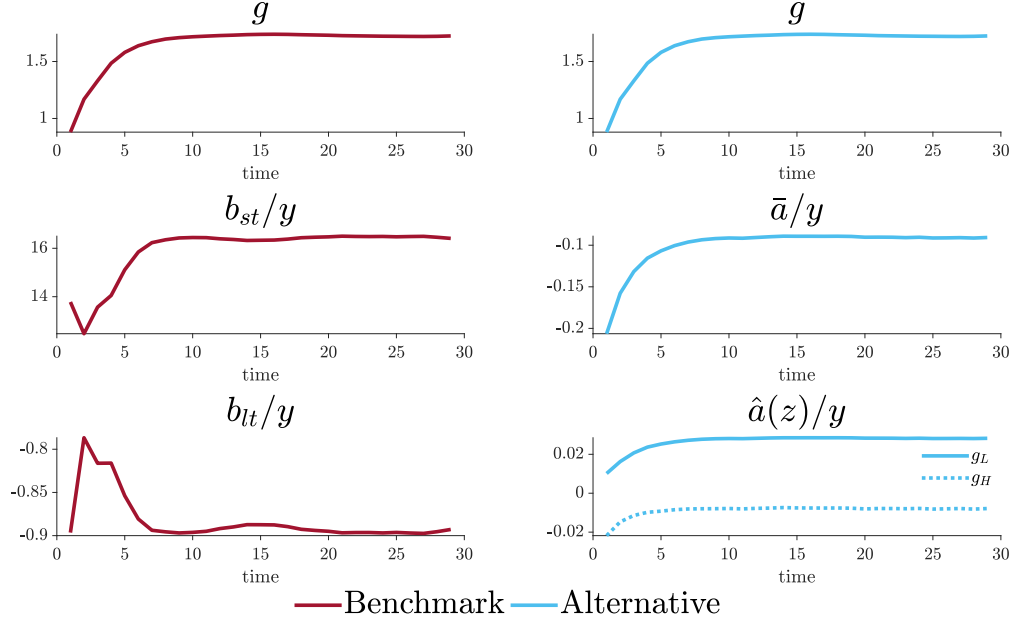 g
1.5
1
0 5 10 15 20 25 30
time
g
1.5
1
0 5 10 15 20 25 30
time
b_{st}/y
16
14
0 5 10 15 20 25 30
time
ā/y
-0.1
-0.15
-0.2
0 5 10 15 20 25 30
time
b_{lt}/y
-0.8
-0.85
-0.9
0 5 10 15 20 25 30
time
â(z)/y
0.02
0
-0.02
g_L
g_H
0 5 10 15 20 25 30
time
Benchmark Alternative